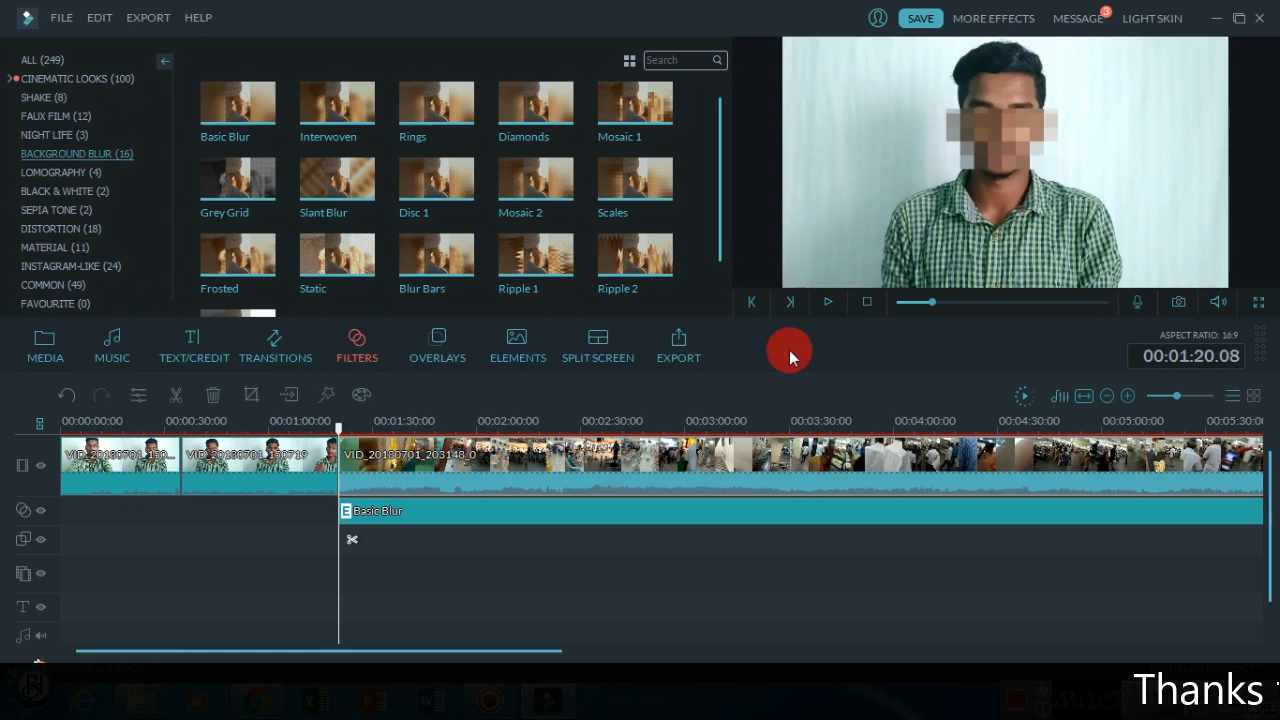 FILE EDIT EXPORT HELP
SAVE MORE EFFECTS MESSAGE 3 LIGHT SKIN
ALL (249)
CINEMATIC LOOKS (100)
SHAKE (8)
FAUX FILM (12)
NIGHT LIFE (3)
BACKGROUND BLUR (16)
LOMOGRAPHY (4)
BLACK & WHITE (2)
SEPIA TONE (2)
DISTORTION (18)
MATERIAL (11)
INSTAGRAM-LIKE (24)
COMMON (49)
FAVOURITE (0)
Search
Basic Blur Interwoven Rings Diamonds Mosaic 1
Grey Grid Slant Blur Disc 1 Mosaic 2 Scales
Frosted Static Blur Bars Ripple 1 Ripple 2
MEDIA MUSIC TEXT/CREDIT TRANSITIONS FILTERS OVERLAYS ELEMENTS SPLIT SCREEN EXPORT
ASPECT RATIO: 16:9
00:01:20.08
00:00:00:00 00:00:30:00 00:01:00:00 00:01:30:00 00:02:00:00 00:02:30:00 00:03:00:00 00:03:30:00 00:04:00:00 00:04:30:00 00:05:00:00 00:05:30:00
VID_20180701_203148_0
E Basic Blur
Thanks